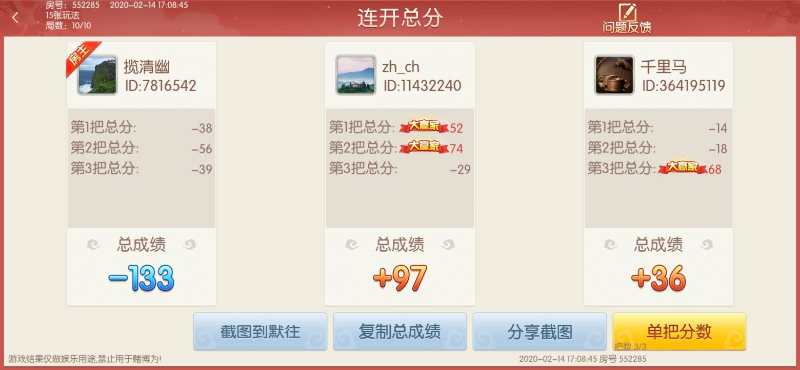 房号：552285 2020-02-14 17:08:45
15张玩法
局数：10/10
连开总分
问题反馈
房主
揽清幽
ID:7816542
第1把总分: -38
第2把总分: -56
第3把总分: -39
总成绩
-133
zh_ch
ID:11432240
第1把总分: 大赢家 52
第2把总分: 大赢家 74
第3把总分: -29
总成绩
+97
千里马
ID:364195119
第1把总分: -14
第2把总分: -18
第3把总分: 大赢家 68
总成绩
+36
截图到默往
复制总成绩
分享截图
单把分数
把数 3/3
游戏结果仅做娱乐用途,禁止用于赌博为!
2020-02-14 17:08:45 房号 552285